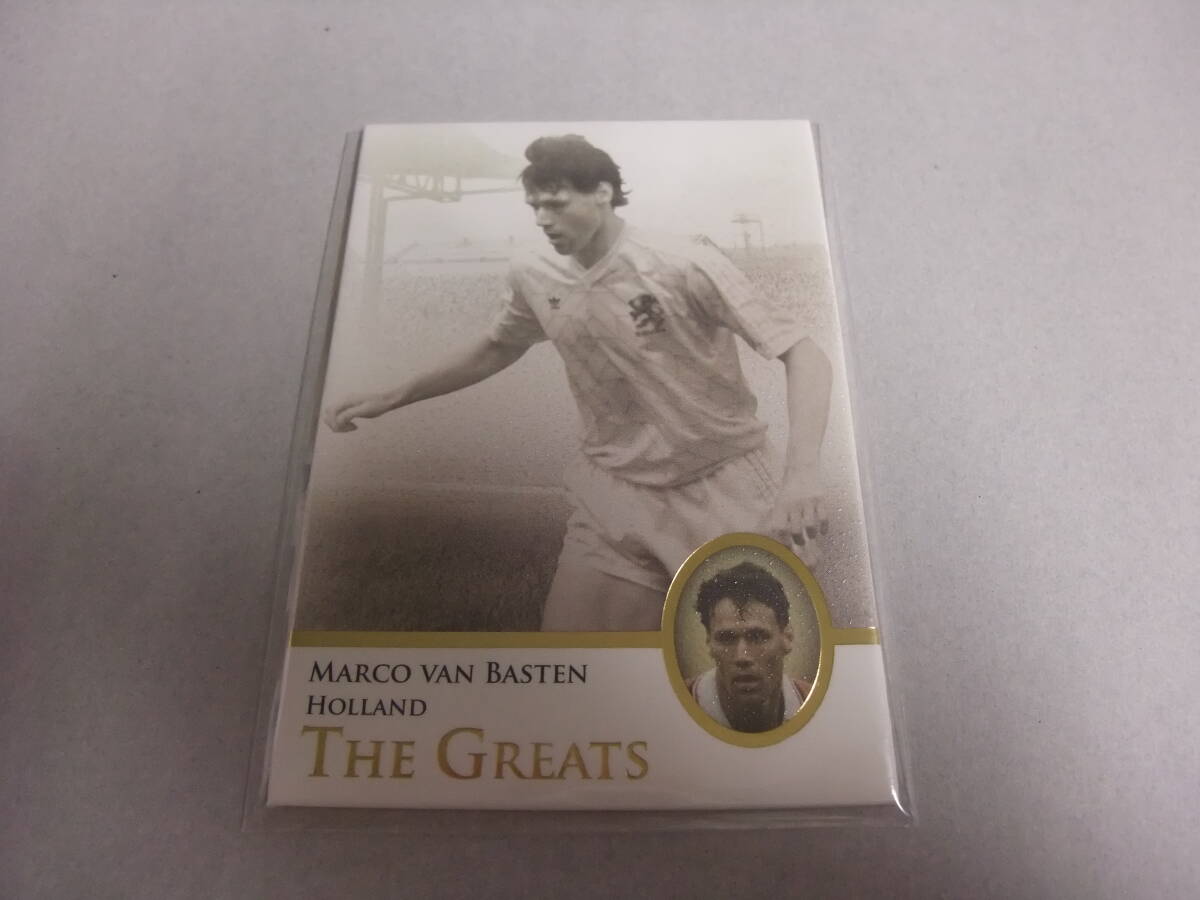 MARCO VAN BASTEN
HOLLAND
THE GREATS